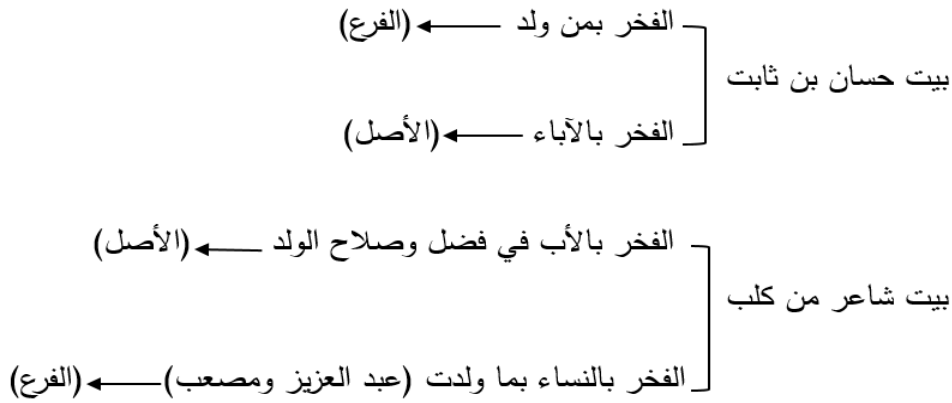 الفخر بمن ولد (الفرع)
بيت حسان بن ثابت
الفخر بالآباء (الأصل)
الفخر بالأب في فضل وصلاح الولد (الأصل)
بيت شاعر من كلب
الفخر بالنساء بما ولدت (عبد العزيز ومصعب) (الفرع)